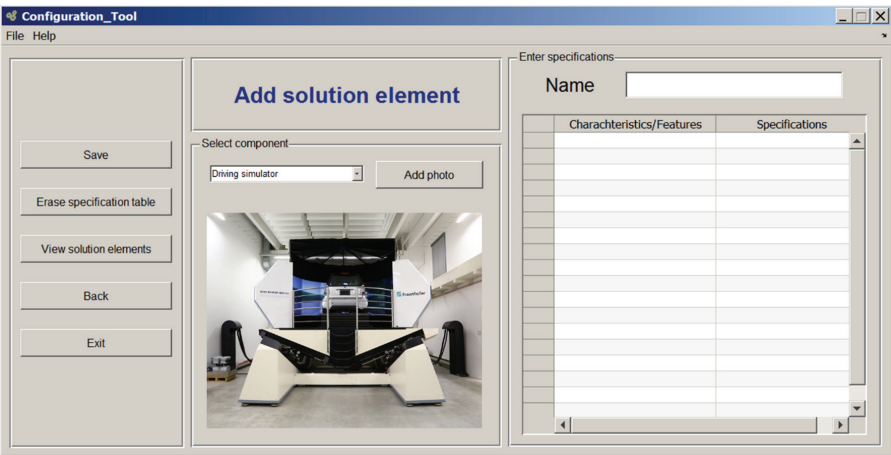 Configuration_Tool
File Help
Save
Erase specification table
View solution elements
Back
Exit
Add solution element
Select component
Driving simulator
Add photo
Fraunhofer
Enter specifications
Name
Charachteristics/Features Specifications